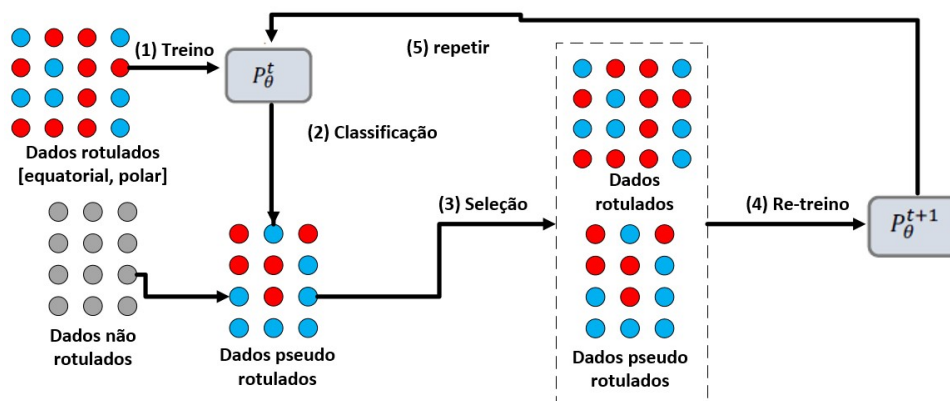 (1) Treino
P_θ^t
(5) repetir
(2) Classificação
Dados rotulados
[equatorial, polar]
Dados não
rotulados
Dados pseudo
rotulados
(3) Seleção
Dados
rotulados
Dados pseudo
rotulados
(4) Re-treino
P_θ^{t+1}